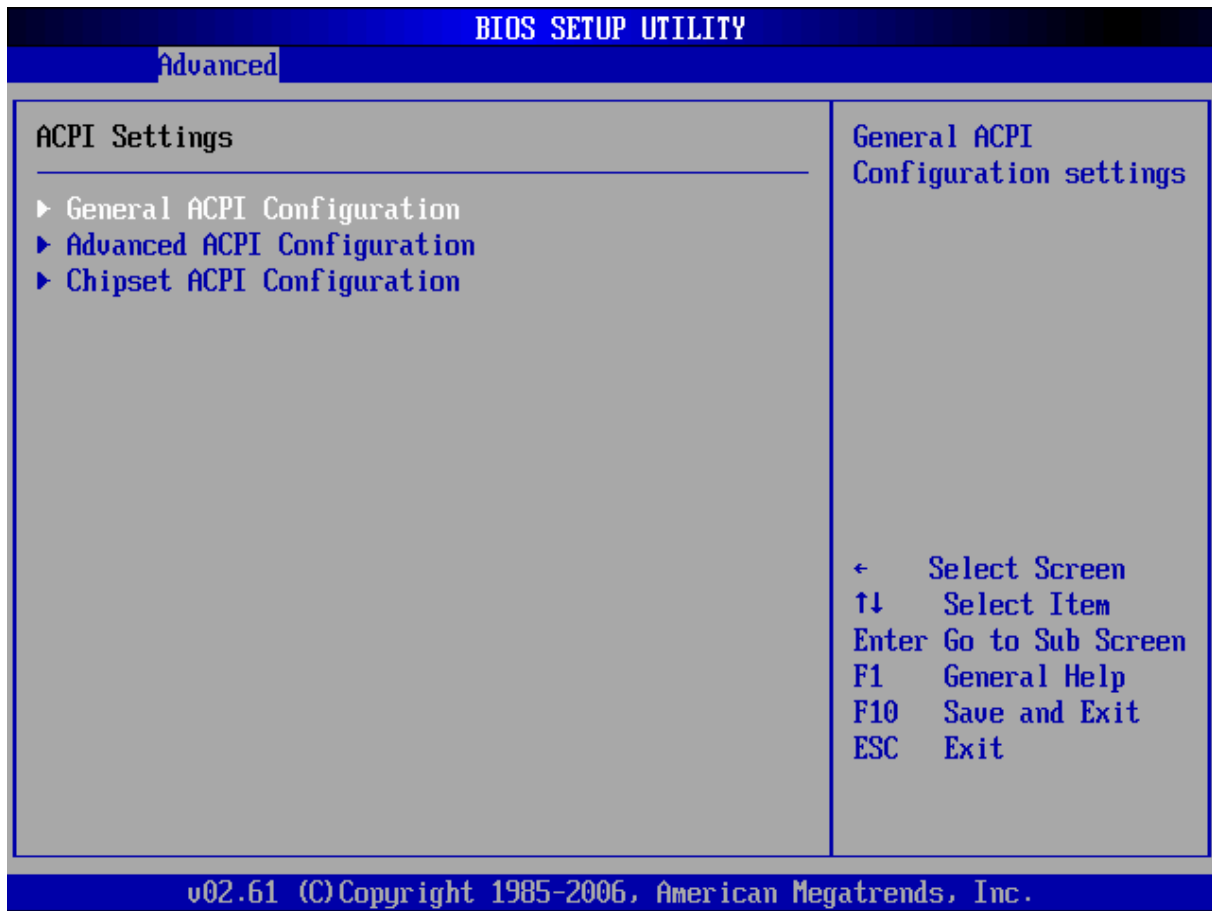 BIOS SETUP UTILITY
Advanced
ACPI Settings
▶ General ACPI Configuration
▶ Advanced ACPI Configuration
▶ Chipset ACPI Configuration
General ACPI
Configuration settings
← Select Screen
↑↓ Select Item
Enter Go to Sub Screen
F1 General Help
F10 Save and Exit
ESC Exit
v02.61 (C)Copyright 1985-2006, American Megatrends, Inc.